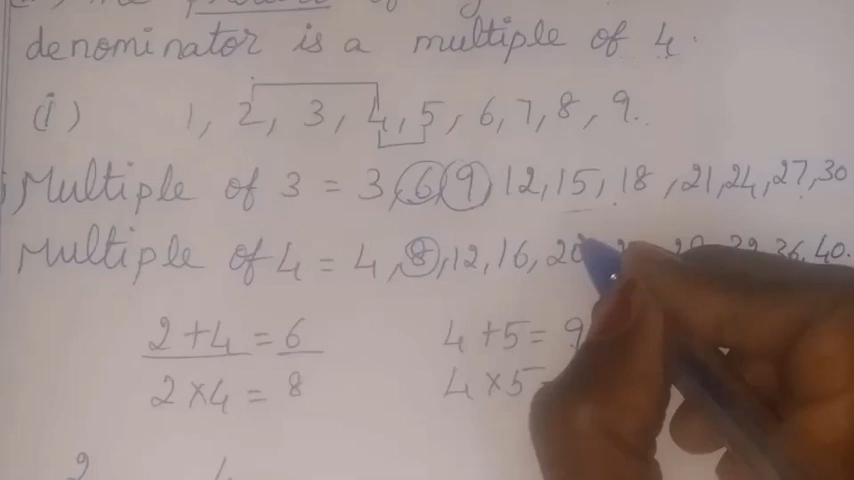 denominator is a multiple of 4.
(i) 1, 2, 3, 4, 5, 6, 7, 8, 9.
Multiple of 3 = 3, 6, 9, 12, 15, 18, 21, 24, 27, 30
Multiple of 4 = 4, 8, 12, 16, 20, 36, 40.
2 + 4 = 6 4 + 5 = 9
2 × 4 = 8 4 × 5 =